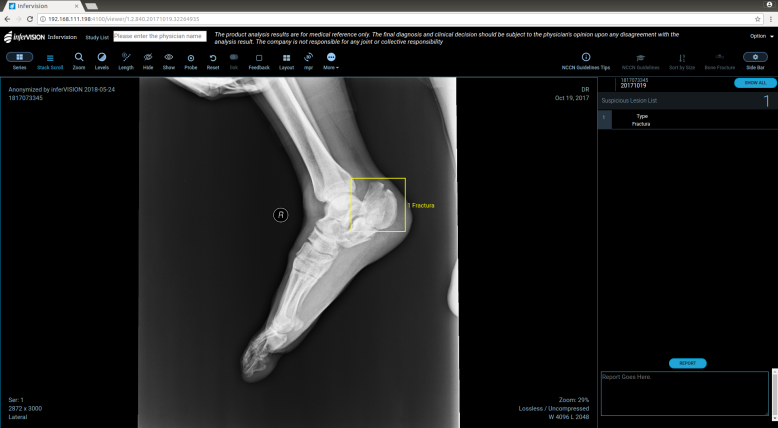 Infervision
192.168.111.198:4100/viewer/1.2.840.20171019.32264933
inferVISION Infervision
Study List
Please enter the physician name
The product analysis results are for medical reference only. The final diagnosis and clinical decision should be subject to the physician's opinion upon any disagreement with the
analysis result. The company is not responsible for any joint or collective responsibility
Option
Series
Stack Scroll
Zoom
Levels
Length
Hide
Show
Probe
Reset
Feedback
Layout
mpr
More
NCCN Guidelines Tips
NCCN Guidelines
Sort by Size
Bone Fracture
Side Bar
Anonymized by inferVISION 2018-05-24
1817073345
DR
Oct 19, 2017
R
1 Fractura
Ser: 1
2872 x 3000
Lateral
Zoom: 29%
Lossless / Uncompressed
W 4096 L 2048
1817073345
20171019
SHOW ALL
Suspicious Lesion List
1
1
Type
Fractura
REPORT
Report Goes Here.